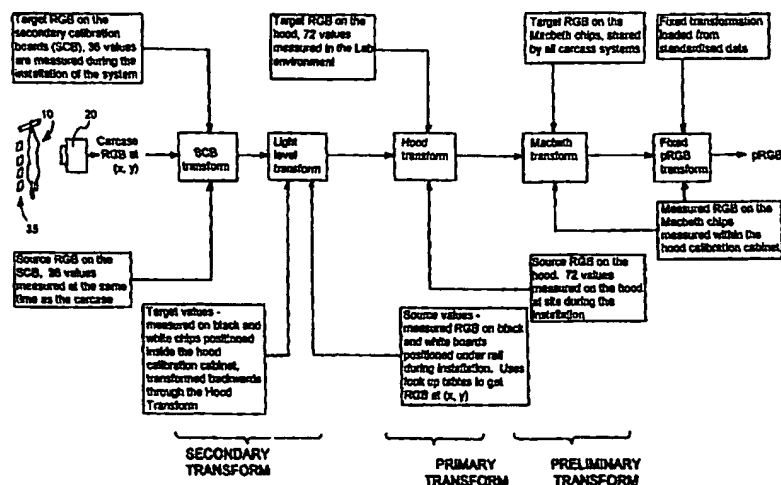 Target RGB on the
secondary calibration
boards (SCB), 36 values
are measured during the
installation of the system
Target RGB on the
hood, 72 values
measured in the Lab
environment
Target RGB on the
Macbeth chips, shared
by all carcass systems
Fixed transformation
loaded from
standardised data
10
20
Carcase
RGB at
(x, y)
SCB
transform
Light
level
transform
Hood
transform
Macbeth
transform
Fixed
pRGB
transform
pRGB
35
Source RGB on the
SCB, 36 values
measured at the same
time as the carcase
Target values -
measured on black and
white chips positioned
inside the hood
calibration cabinet,
transformed backwards
through the Hood
Transform
Source values -
measured RGB on black
and white boards
positioned under rail
during installation. Uses
look up tables to get
RGB at (x, y)
Source RGB on the
hood. 72 values
measured on the hood
at site during the
installation
Measured RGB on the
Macbeth chips
measured within the
hood calibration cabinet
SECONDARY
TRANSFORM
PRIMARY
TRANSFORM
PRELIMINARY
TRANSFORM